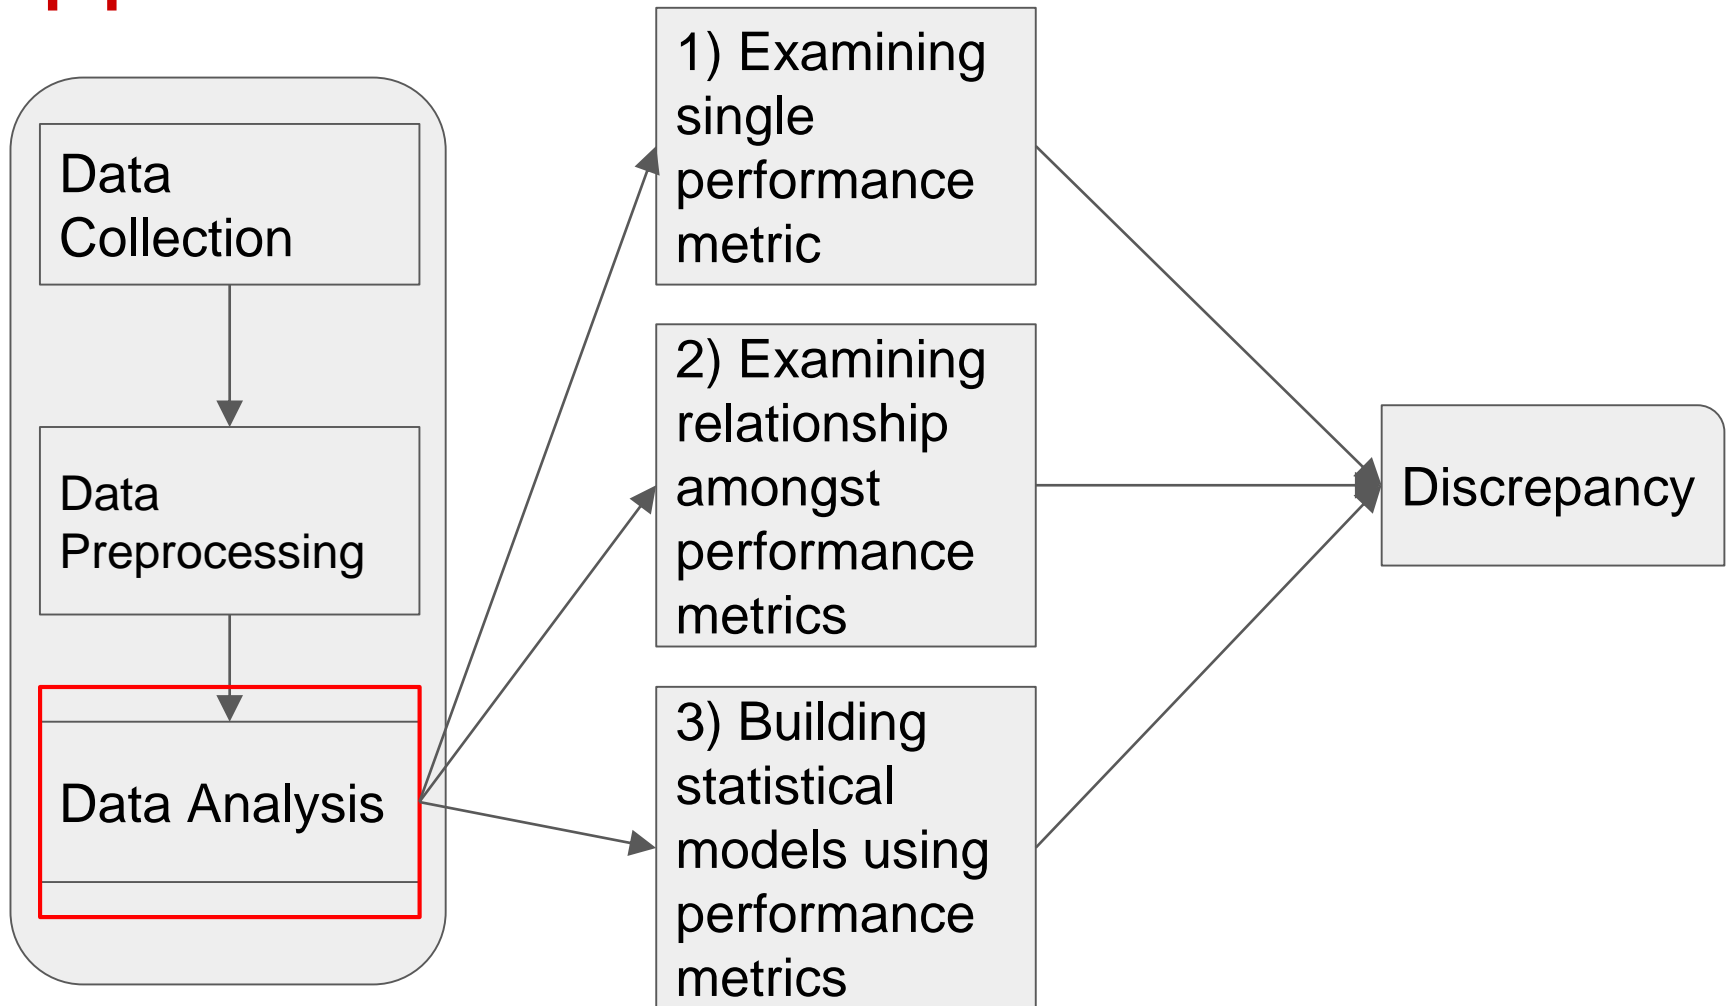 Data
Collection
Data
Preprocessing
Data Analysis
1) Examining
single
performance
metric
2) Examining
relationship
amongst
performance
metrics
3) Building
statistical
models using
performance
metrics
Discrepancy